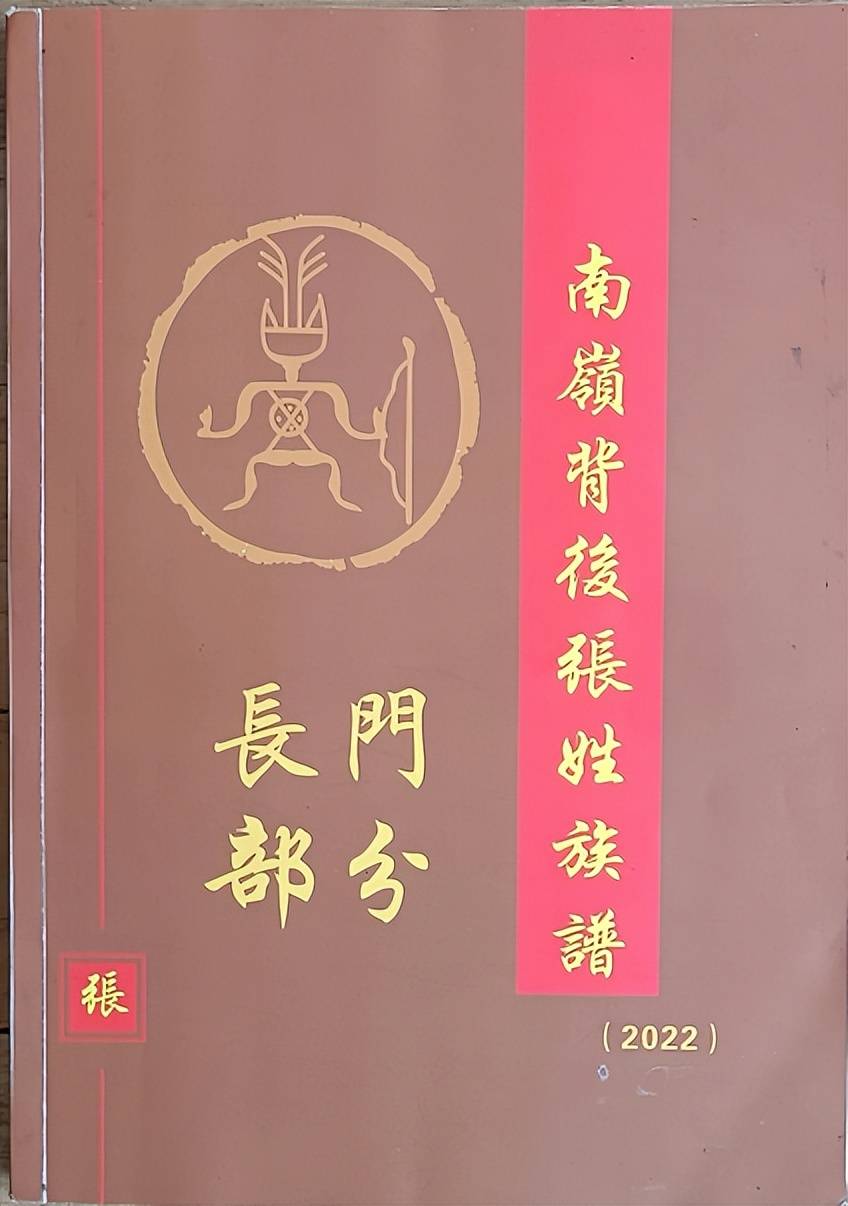 南嶺背後張姓族譜
(2022)
長門
部分
張